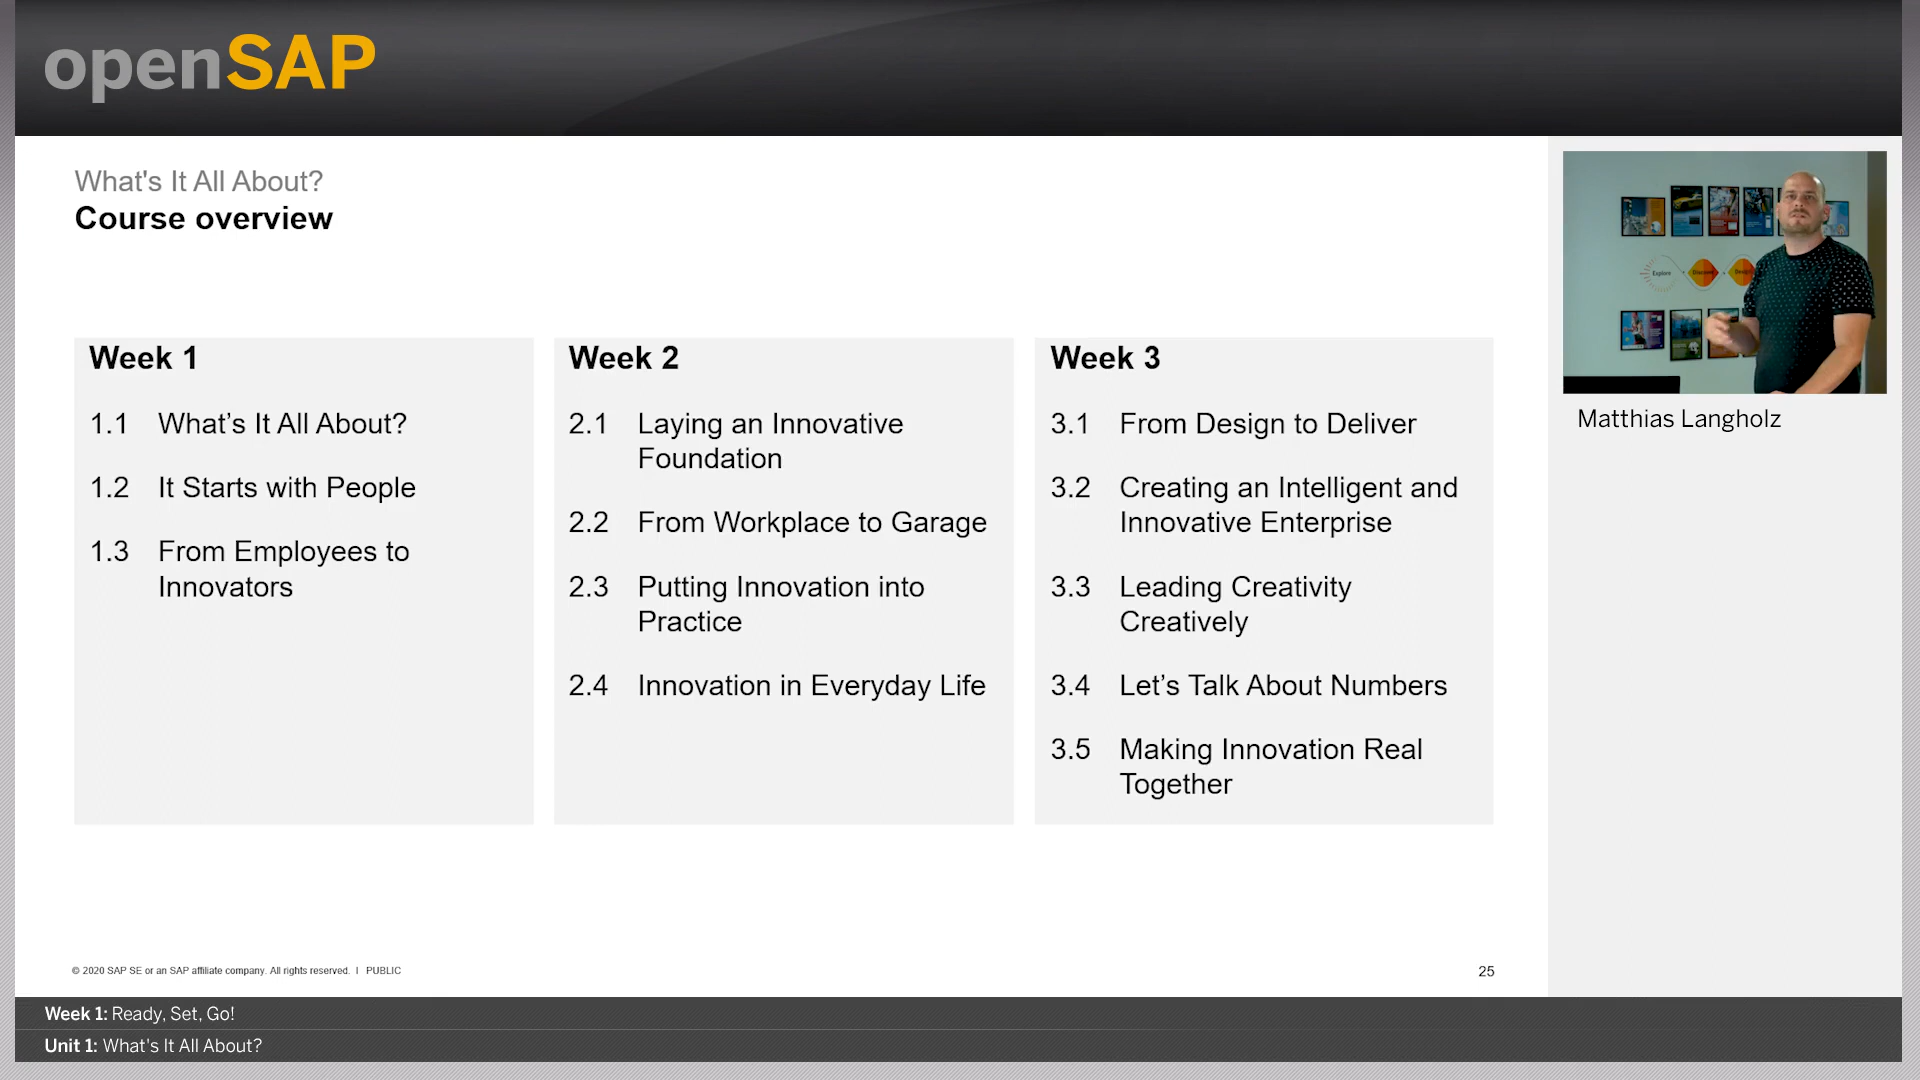 openSAP
What's It All About?
Course overview
Week 1
1.1 What’s It All About?
1.2 It Starts with People
1.3 From Employees to
Innovators
Week 2
2.1 Laying an Innovative
Foundation
2.2 From Workplace to Garage
2.3 Putting Innovation into
Practice
2.4 Innovation in Everyday Life
Week 3
3.1 From Design to Deliver
3.2 Creating an Intelligent and
Innovative Enterprise
3.3 Leading Creativity
Creatively
3.4 Let’s Talk About Numbers
3.5 Making Innovation Real
Together
Explore
Matthias Langholz
© 2020 SAP SE or an SAP affiliate company. All rights reserved. I PUBLIC
25
Week 1: Ready, Set, Go!
Unit 1: What's It All About?